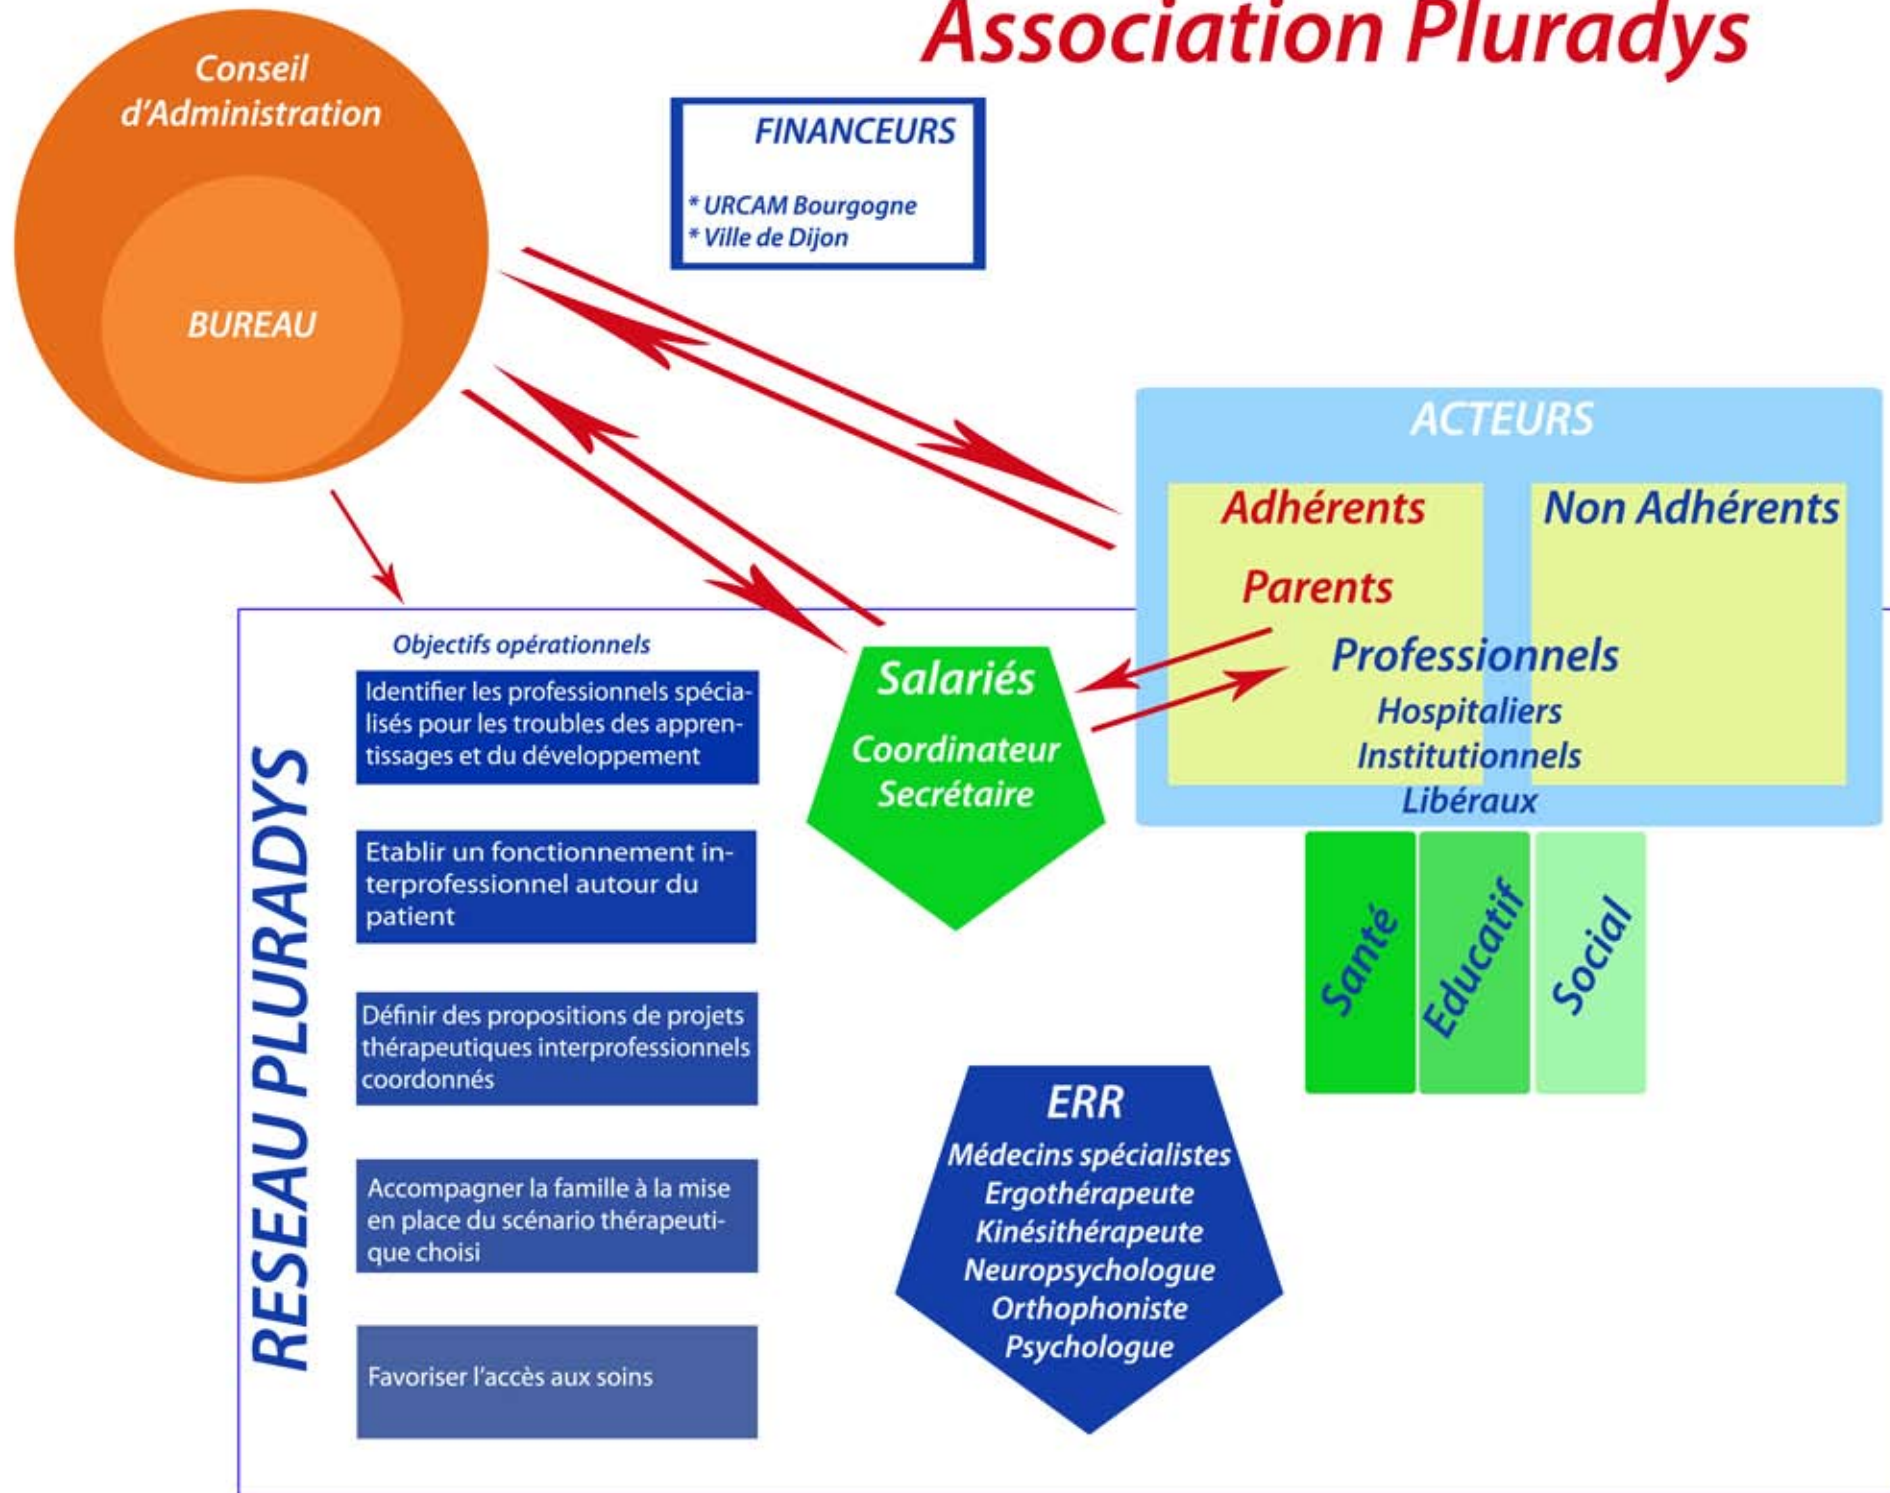 Association Pluradys
Conseil
d'Administration
BUREAU
FINANCEURS
* URCAM Bourgogne
* Ville de Dijon
ACTEURS
Adhérents
Parents
Non Adhérents
Professionnels
Hospitaliers
Institutionnels
Libéraux
Santé
Educatif
Social
Salariés
Coordinateur
Secrétaire
RESEAU PLURADYS
Objectifs opérationnels
Identifier les professionnels spécia-
lisés pour les troubles des appren-
tissages et du développement
Etablir un fonctionnement in-
terprofessionnel autour du
patient
Définir des propositions de projets
thérapeutiques interprofessionnels
coordonnés
Accompagner la famille à la mise
en place du scénario thérapeuti-
que choisi
Favoriser l'accès aux soins
ERR
Médecins spécialistes
Ergothérapeute
Kinésithérapeute
Neuropsychologue
Orthophoniste
Psychologue